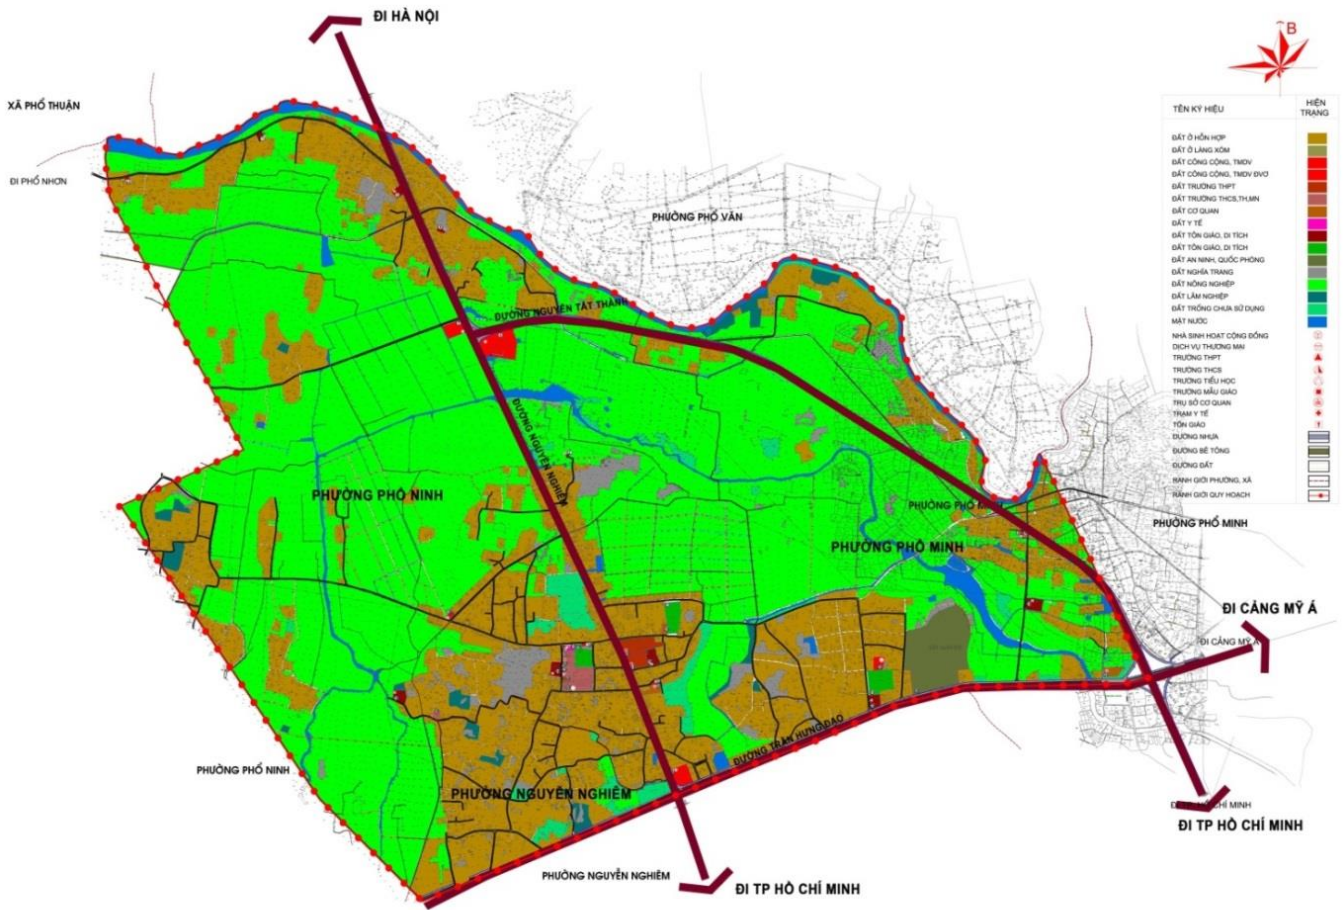 ĐI HÀ NỘI
B
XÃ PHỔ THUẬN
ĐI PHỔ NHƠN
PHƯỜNG PHỔ VĂN
ĐƯỜNG NGUYỄN TẤT THÀNH
ĐƯỜNG NGUYỄN NGHIÊM
PHƯỜNG PHỔ NINH
PHƯỜNG PHỔ MINH
PHƯỜNG PHỔ MINH
ĐI CẢNG MỸ Á
ĐI CẢNG MỸ Á
ĐƯỜNG TRẦN HƯNG ĐẠO
PHƯỜNG PHỔ NINH
PHƯỜNG NGUYỄN NGHIÊM
CHÍ MINH
ĐI TP HỒ CHÍ MINH
PHƯỜNG NGUYỄN NGHIÊM
ĐI TP HỒ CHÍ MINH
TÊN KÝ HIỆU
HIỆN TRẠNG
ĐẤT Ở HỖN HỢP
ĐẤT Ở LÀNG XÓM
ĐẤT CÔNG CỘNG, TMDV
ĐẤT CÔNG CỘNG, TMDV ĐVƠ
ĐẤT TRƯỜNG THPT
ĐẤT TRƯỜNG THCS,TH,MN
ĐẤT CƠ QUAN
ĐẤT Y TẾ
ĐẤT TÔN GIÁO, DI TÍCH
ĐẤT TÔN GIÁO, DI TÍCH
ĐẤT AN NINH, QUỐC PHÒNG
ĐẤT NGHĨA TRANG
ĐẤT NÔNG NGHIỆP
ĐẤT LÂM NGHIỆP
ĐẤT TRỐNG CHƯA SỬ DỤNG
MẶT NƯỚC
NHÀ SINH HOẠT CỘNG ĐỒNG
DỊCH VỤ THƯƠNG MẠI
TRƯỜNG THPT
TRƯỜNG THCS
TRƯỜNG TIỂU HỌC
TRƯỜNG MẪU GIÁO
TRỤ SỞ CƠ QUAN
TRẠM Y TẾ
TÔN GIÁO
ĐƯỜNG NHỰA
ĐƯỜNG BÊ TÔNG
ĐƯỜNG ĐẤT
RANH GIỚI PHƯỜNG, XÃ
RANH GIỚI QUY HOẠCH